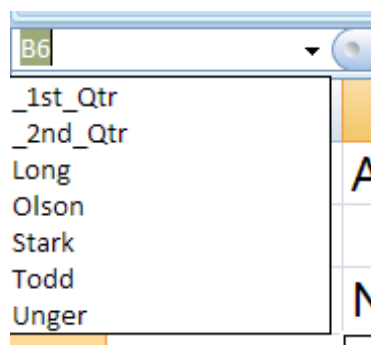 B6
_1st_Qtr
_2nd_Qtr
Long
Olson
Stark
Todd
Unger